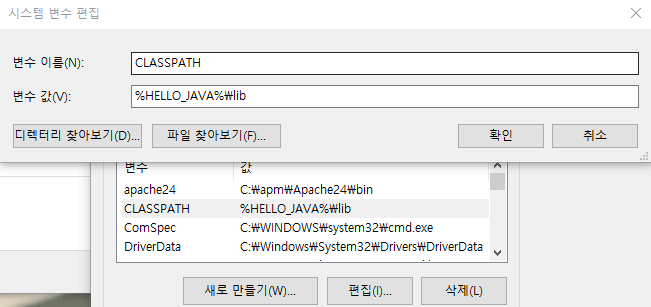 시스템 변수 편집
변수 이름(N):
CLASSPATH
변수 값(V):
%HELLO_JAVA%₩lib
디렉터리 찾아보기(D)...
파일 찾아보기(F)...
확인
취소
변수
값
apache24
C:₩apm₩Apache24₩bin
CLASSPATH
%HELLO_JAVA%₩lib
ComSpec
C:₩WINDOWS₩system32₩cmd.exe
DriverData
C:₩Windows₩System32₩Drivers₩DriverData
새로 만들기(W)...
편집(I)...
삭제(L)